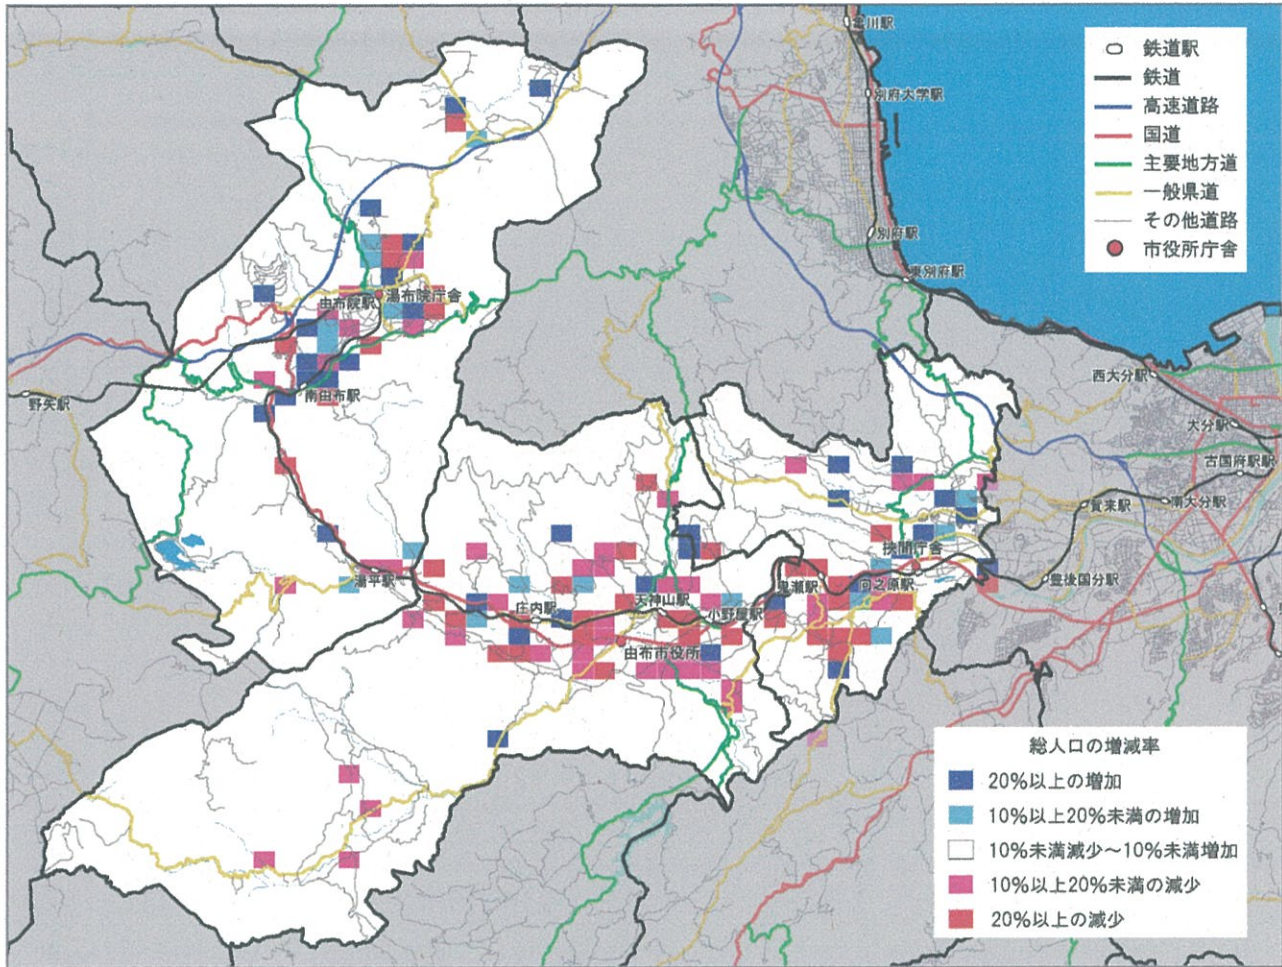 亀川駅
別府大学駅
別府駅
東別府駅
西大分駅
大分駅
古国府駅
南大分駅
賀来駅
豊後国分駅
野矢駅
由布院駅
湯布院庁舎
南由布駅
湯平駅
庄内駅
天神山駅
小野屋駅
鬼瀬駅
向之原駅
挾間庁舎
由布市役所
鉄道駅
鉄道
高速道路
国道
主要地方道
一般県道
その他道路
市役所庁舎
総人口の増減率
20%以上の増加
10%以上20%未満の増加
10%未満減少~10%未満増加
10%以上20%未満の減少
20%以上の減少